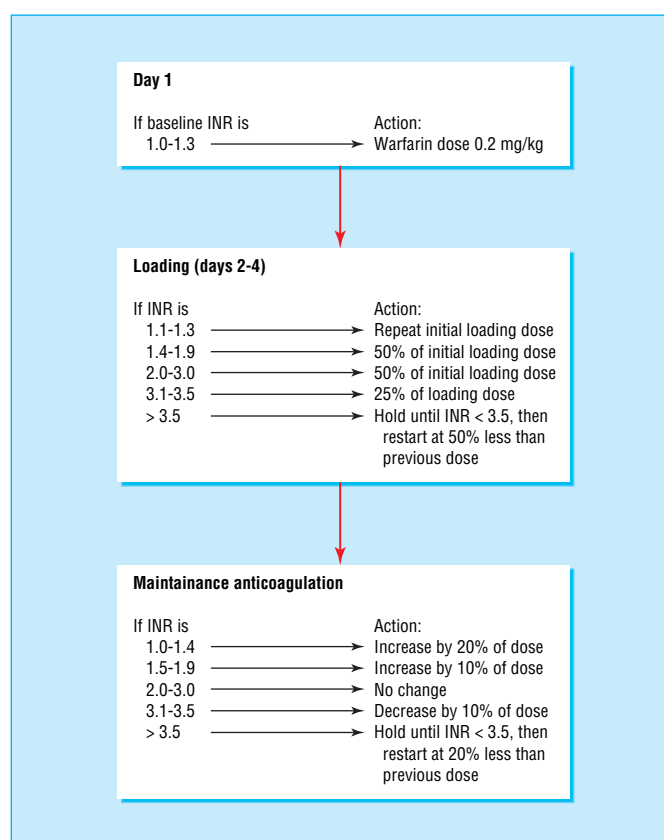 Day 1
If baseline INR is Action:
1.0-1.3 Warfarin dose 0.2 mg/kg
Loading (days 2-4)
If INR is Action:
1.1-1.3 Repeat initial loading dose
1.4-1.9 50% of initial loading dose
2.0-3.0 50% of initial loading dose
3.1-3.5 25% of loading dose
> 3.5 Hold until INR < 3.5, then
restart at 50% less than
previous dose
Maintainance anticoagulation
If INR is Action:
1.0-1.4 Increase by 20% of dose
1.5-1.9 Increase by 10% of dose
2.0-3.0 No change
3.1-3.5 Decrease by 10% of dose
> 3.5 Hold until INR < 3.5, then
restart at 20% less than
previous dose